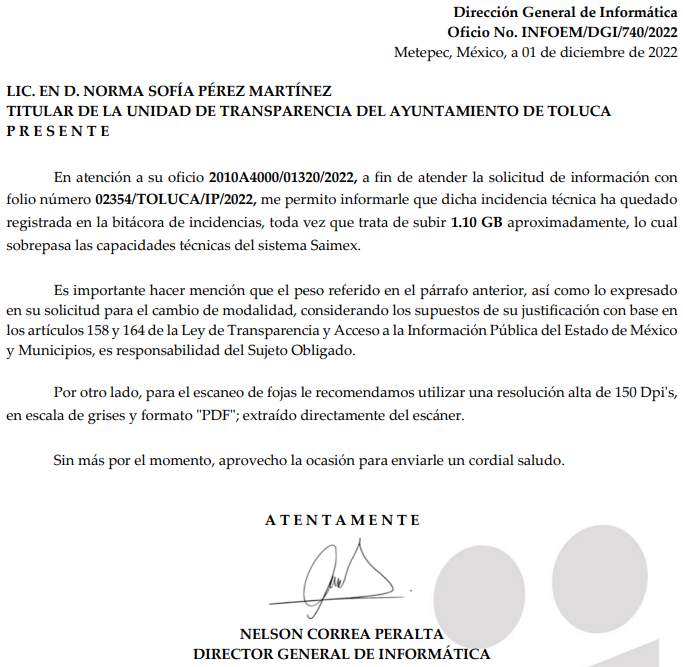 Dirección General de Informática
Oficio No. INFOEM/DGI/740/2022
Metepec, México, a 01 de diciembre de 2022
LIC. EN D. NORMA SOFÍA PÉREZ MARTÍNEZ
TITULAR DE LA UNIDAD DE TRANSPARENCIA DEL AYUNTAMIENTO DE TOLUCA
P R E S E N T E
En atención a su oficio 2010A4000/01320/2022, a fin de atender la solicitud de información con
folio número 02354/TOLUCA/IP/2022, me permito informarle que dicha incidencia técnica ha quedado
registrada en la bitácora de incidencias, toda vez que trata de subir 1.10 GB aproximadamente, lo cual
sobrepasa las capacidades técnicas del sistema Saimex.
Es importante hacer mención que el peso referido en el párrafo anterior, así como lo expresado
en su solicitud para el cambio de modalidad, considerando los supuestos de su justificación con base en
los artículos 158 y 164 de la Ley de Transparencia y Acceso a la Información Pública del Estado de México
y Municipios, es responsabilidad del Sujeto Obligado.
Por otro lado, para el escaneo de fojas le recomendamos utilizar una resolución alta de 150 Dpi's,
en escala de grises y formato "PDF"; extraído directamente del escáner.
Sin más por el momento, aprovecho la ocasión para enviarle un cordial saludo.
A T E N T A M E N T E
NELSON CORREA PERALTA
DIRECTOR GENERAL DE INFORMÁTICA